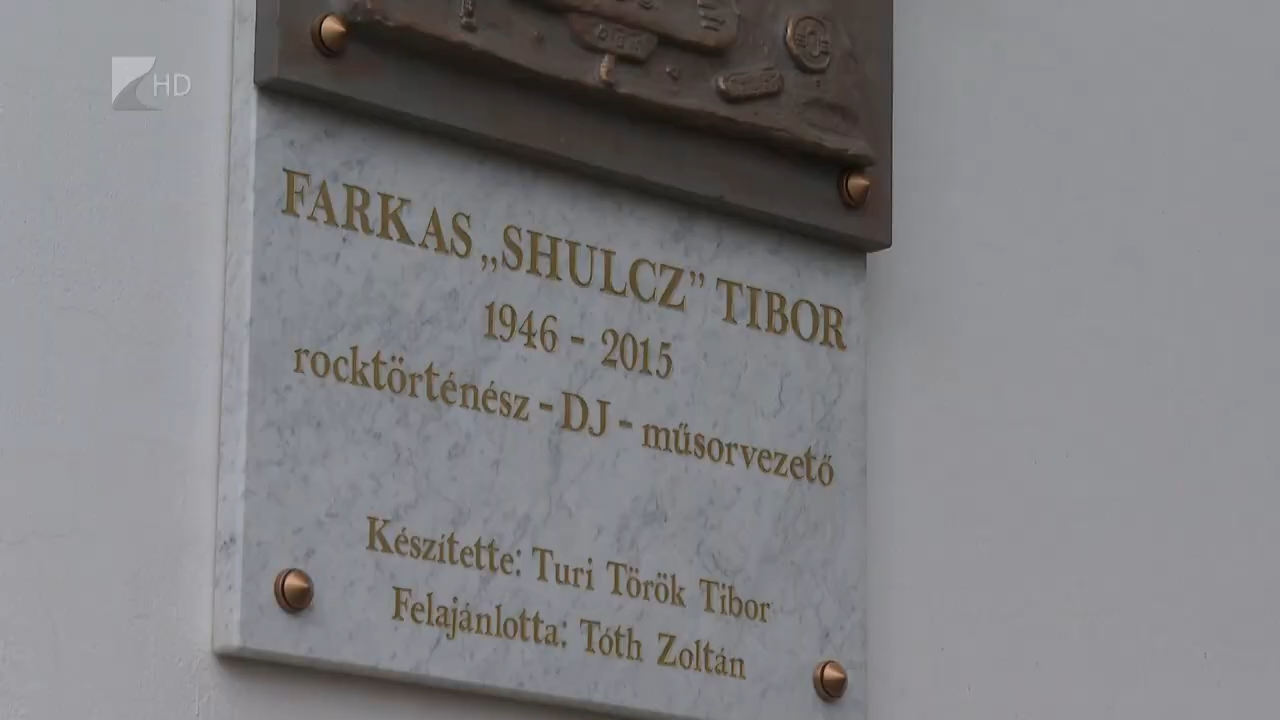 HD
FARKAS „SHULCZ” TIBOR
1946 - 2015
rocktörténész - DJ - műsorvezető
Készítette: Turi Török Tibor
Felajánlotta: Tóth Zoltán